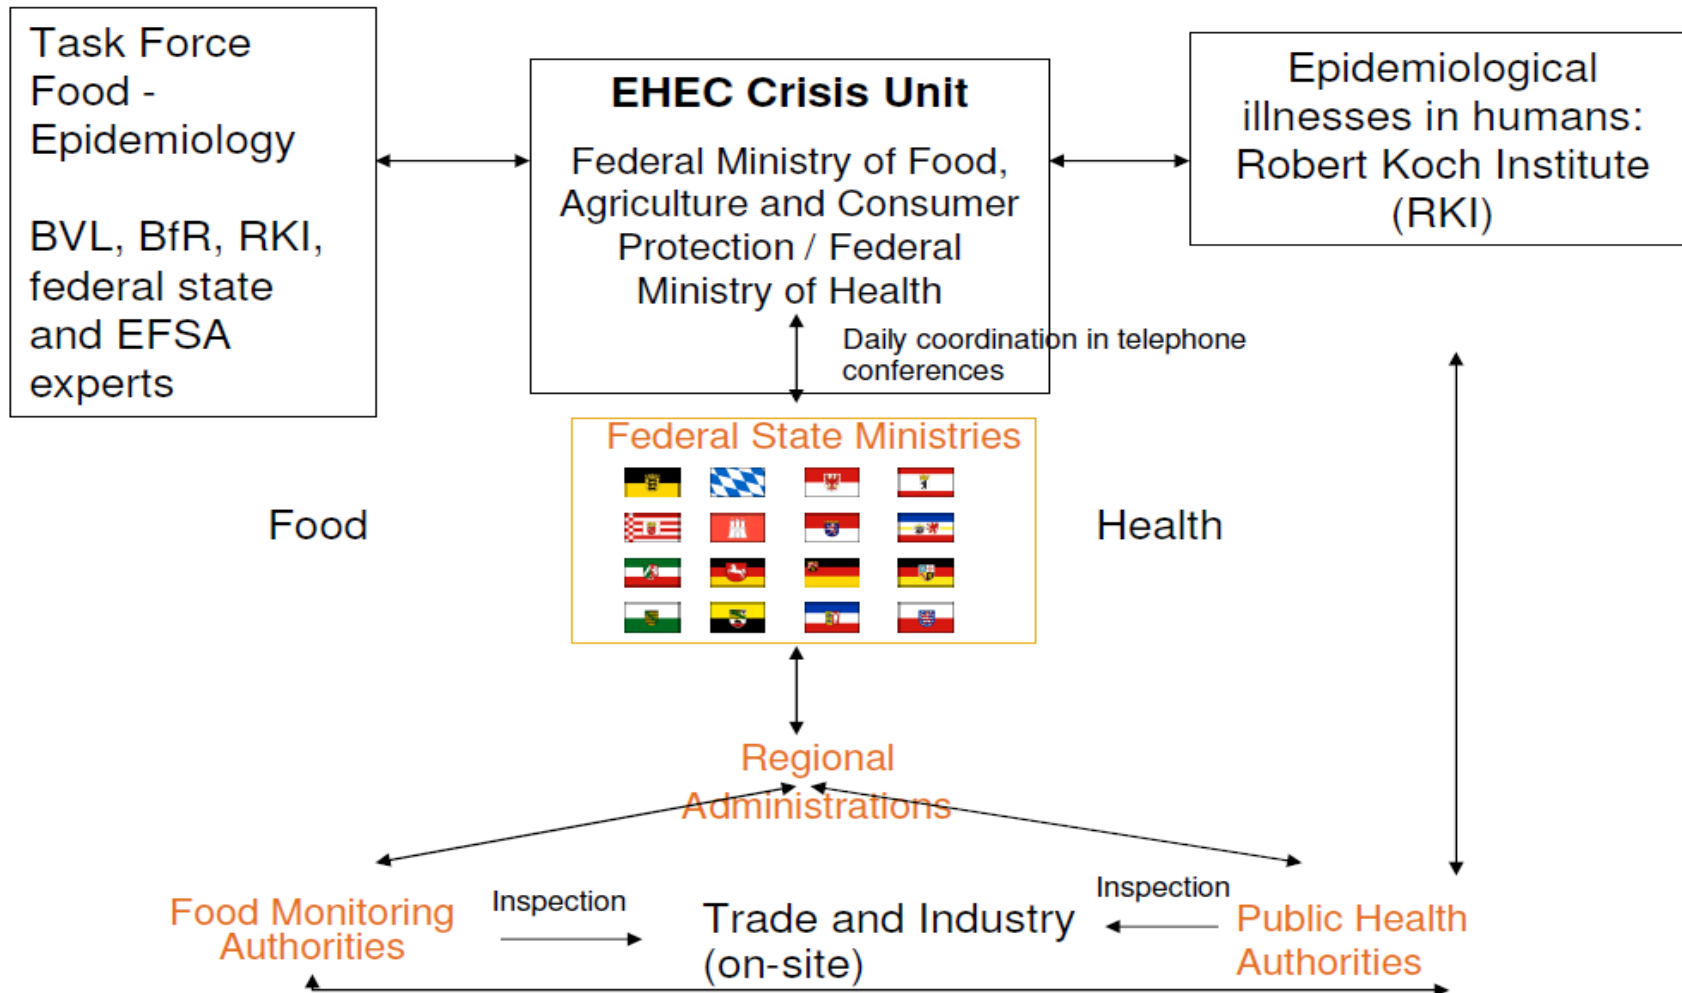 Task Force
Food -
Epidemiology
BVL, BfR, RKI,
federal state
and EFSA
experts
EHEC Crisis Unit
Federal Ministry of Food,
Agriculture and Consumer
Protection / Federal
Ministry of Health
Daily coordination in telephone
conferences
Epidemiological
illnesses in humans:
Robert Koch Institute
(RKI)
Federal State Ministries
Food
Health
Regional
Administrations
Food Monitoring
Authorities
Inspection
Trade and Industry
(on-site)
Inspection
Public Health
Authorities